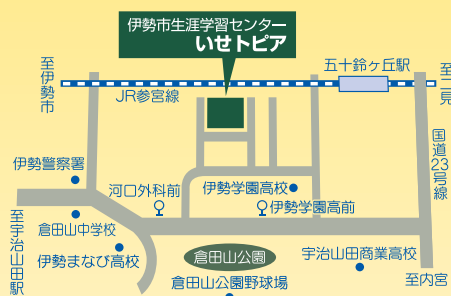 伊勢市生涯学習センター
いせトピア
至伊勢市
JR参宮線
五十鈴ヶ丘駅
至二見
国道23号線
伊勢警察署
河口外科前
伊勢学園高校
伊勢学園前
至宇治山田駅
倉田山中学校
伊勢まなび高校
倉田山公園
宇治山田商業高校
倉田山公園野球場
至内宮